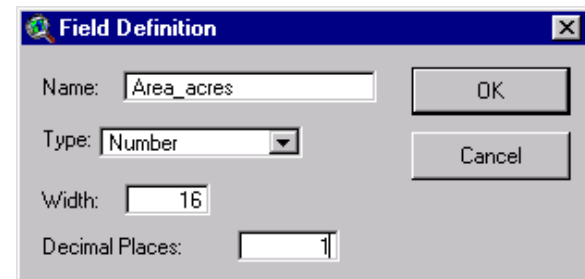 Field Definition
Name: Area_acres
OK
Type: Number
Cancel
Width: 16
Decimal Places: 1